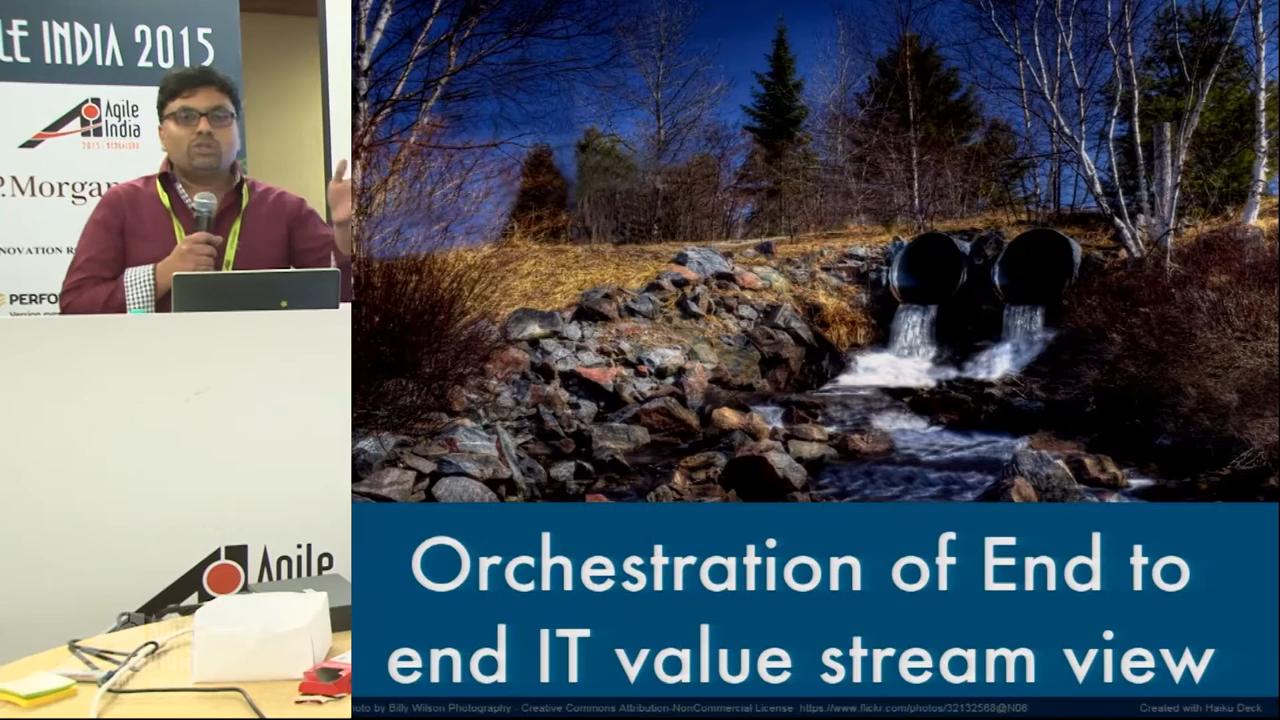 LE INDIA 2015
Agile
India
2015 | BENGALURU
P.Morgan
NOVATION R
PERFO
Agile
Orchestration of End to
end IT value stream view
oto by Billy Wilson Photography - Creative Commons Attribution-NonCommercial License https://www.flickr.com/photos/32132568@N06
Created with Haiku Deck